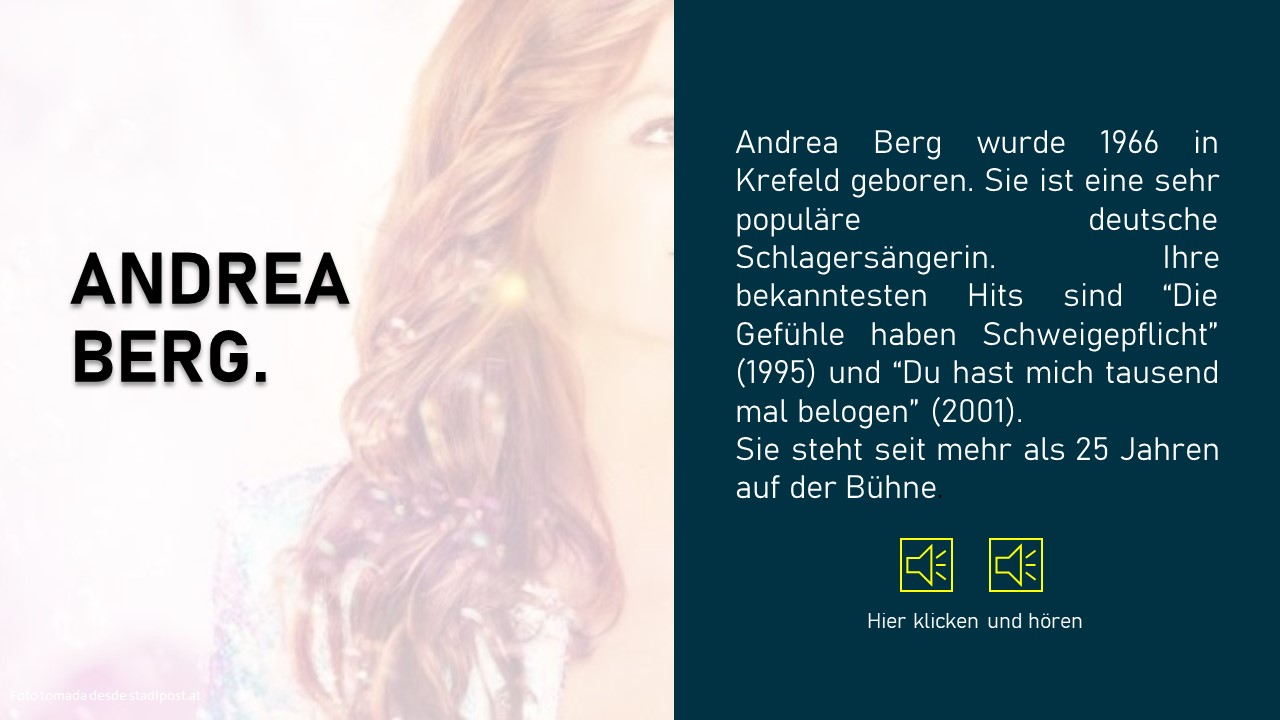 ANDREA
BERG.
Andrea Berg wurde 1966 in
Krefeld geboren. Sie ist eine sehr
populäre deutsche
Schlagersängerin. Ihre
bekanntesten Hits sind “Die
Gefühle haben Schweigepflicht”
(1995) und “Du hast mich tausend
mal belogen” (2001).
Sie steht seit mehr als 25 Jahren
auf der Bühne.
Hier klicken und hören
Foto tomada desde stadlpost.at